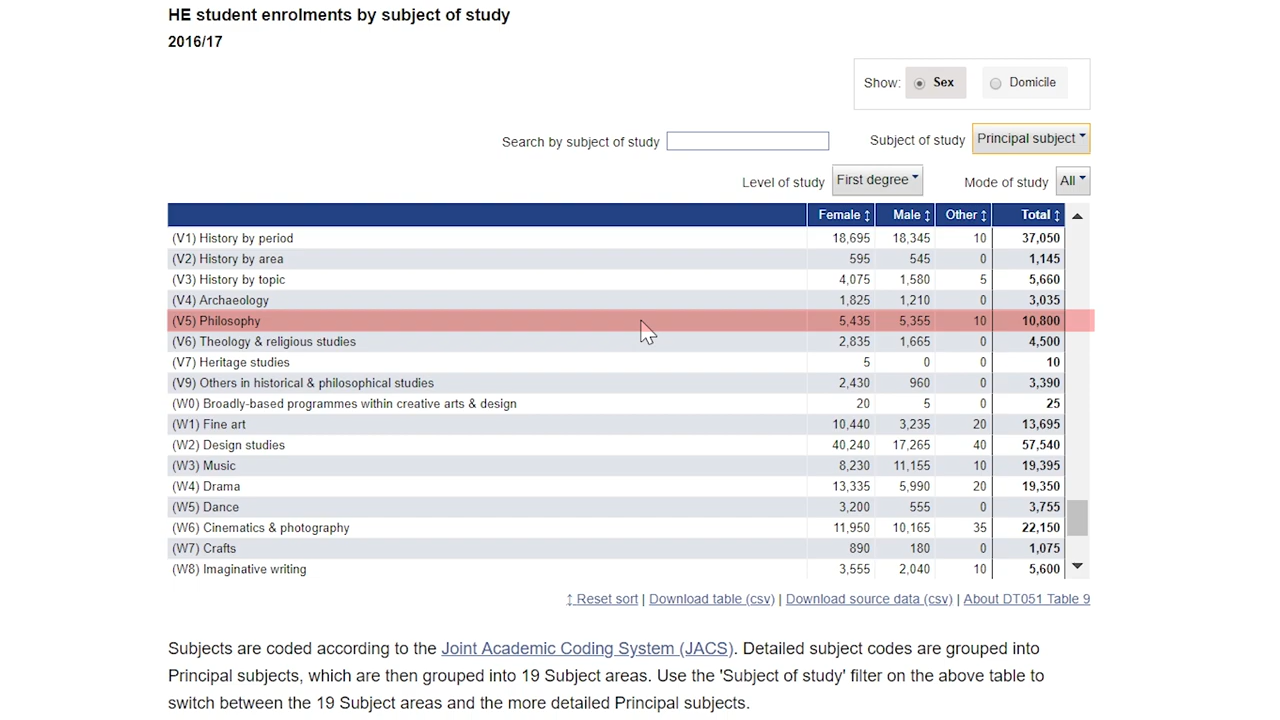 HE student enrolments by subject of study
2016/17
Show: Sex Domicile
Search by subject of study Subject of study Principal subject
Level of study First degree Mode of study All
Female ↕ Male ↕ Other ↕ Total ↕
(V1) History by period 18,695 18,345 10 37,050
(V2) History by area 595 545 0 1,145
(V3) History by topic 4,075 1,580 5 5,660
(V4) Archaeology 1,825 1,210 0 3,035
(V5) Philosophy 5,435 5,355 10 10,800
(V6) Theology & religious studies 2,835 1,665 0 4,500
(V7) Heritage studies 5 0 0 10
(V9) Others in historical & philosophical studies 2,430 960 0 3,390
(W0) Broadly-based programmes within creative arts & design 20 5 0 25
(W1) Fine art 10,440 3,235 20 13,695
(W2) Design studies 40,240 17,265 40 57,540
(W3) Music 8,230 11,155 10 19,395
(W4) Drama 13,335 5,990 20 19,350
(W5) Dance 3,200 555 0 3,755
(W6) Cinematics & photography 11,950 10,165 35 22,150
(W7) Crafts 890 180 0 1,075
(W8) Imaginative writing 3,555 2,040 10 5,600
↕ Reset sort | Download table (csv) | Download source data (csv) | About DT051 Table 9
Subjects are coded according to the Joint Academic Coding System (JACS). Detailed subject codes are grouped into
Principal subjects, which are then grouped into 19 Subject areas. Use the 'Subject of study' filter on the above table to
switch between the 19 Subject areas and the more detailed Principal subjects.